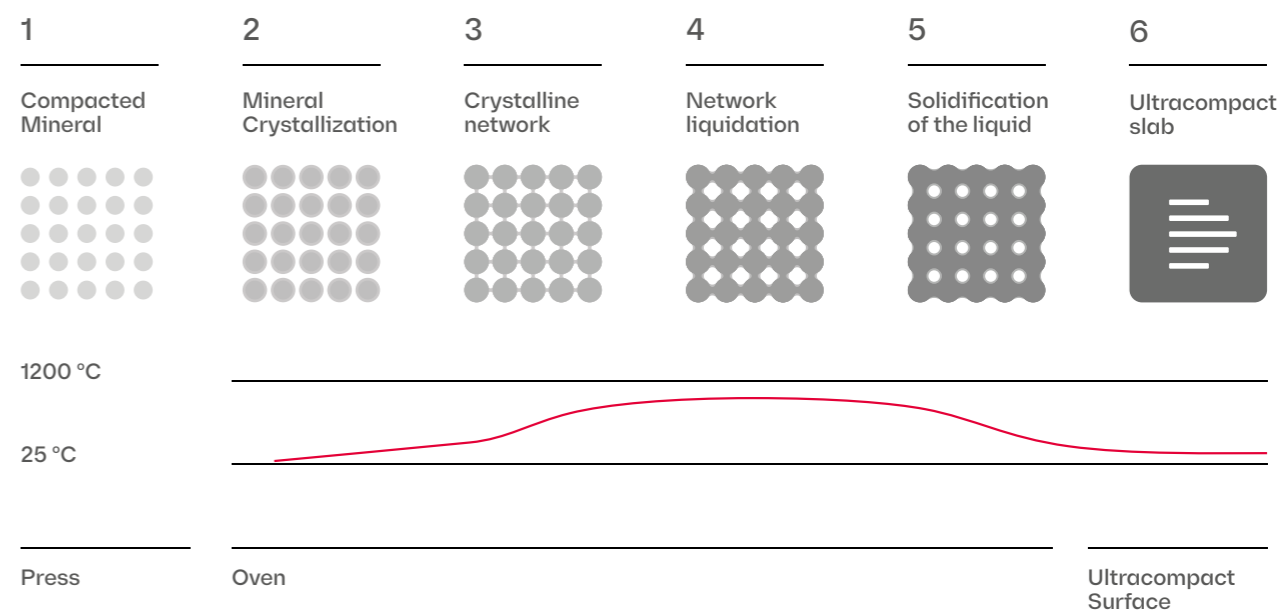 1
Compacted
Mineral
2
Mineral
Crystallization
3
Crystalline
network
4
Network
liquidation
5
Solidification
of the liquid
6
Ultracompact
slab
1200 °C
25 °C
Press
Oven
Ultracompact
Surface